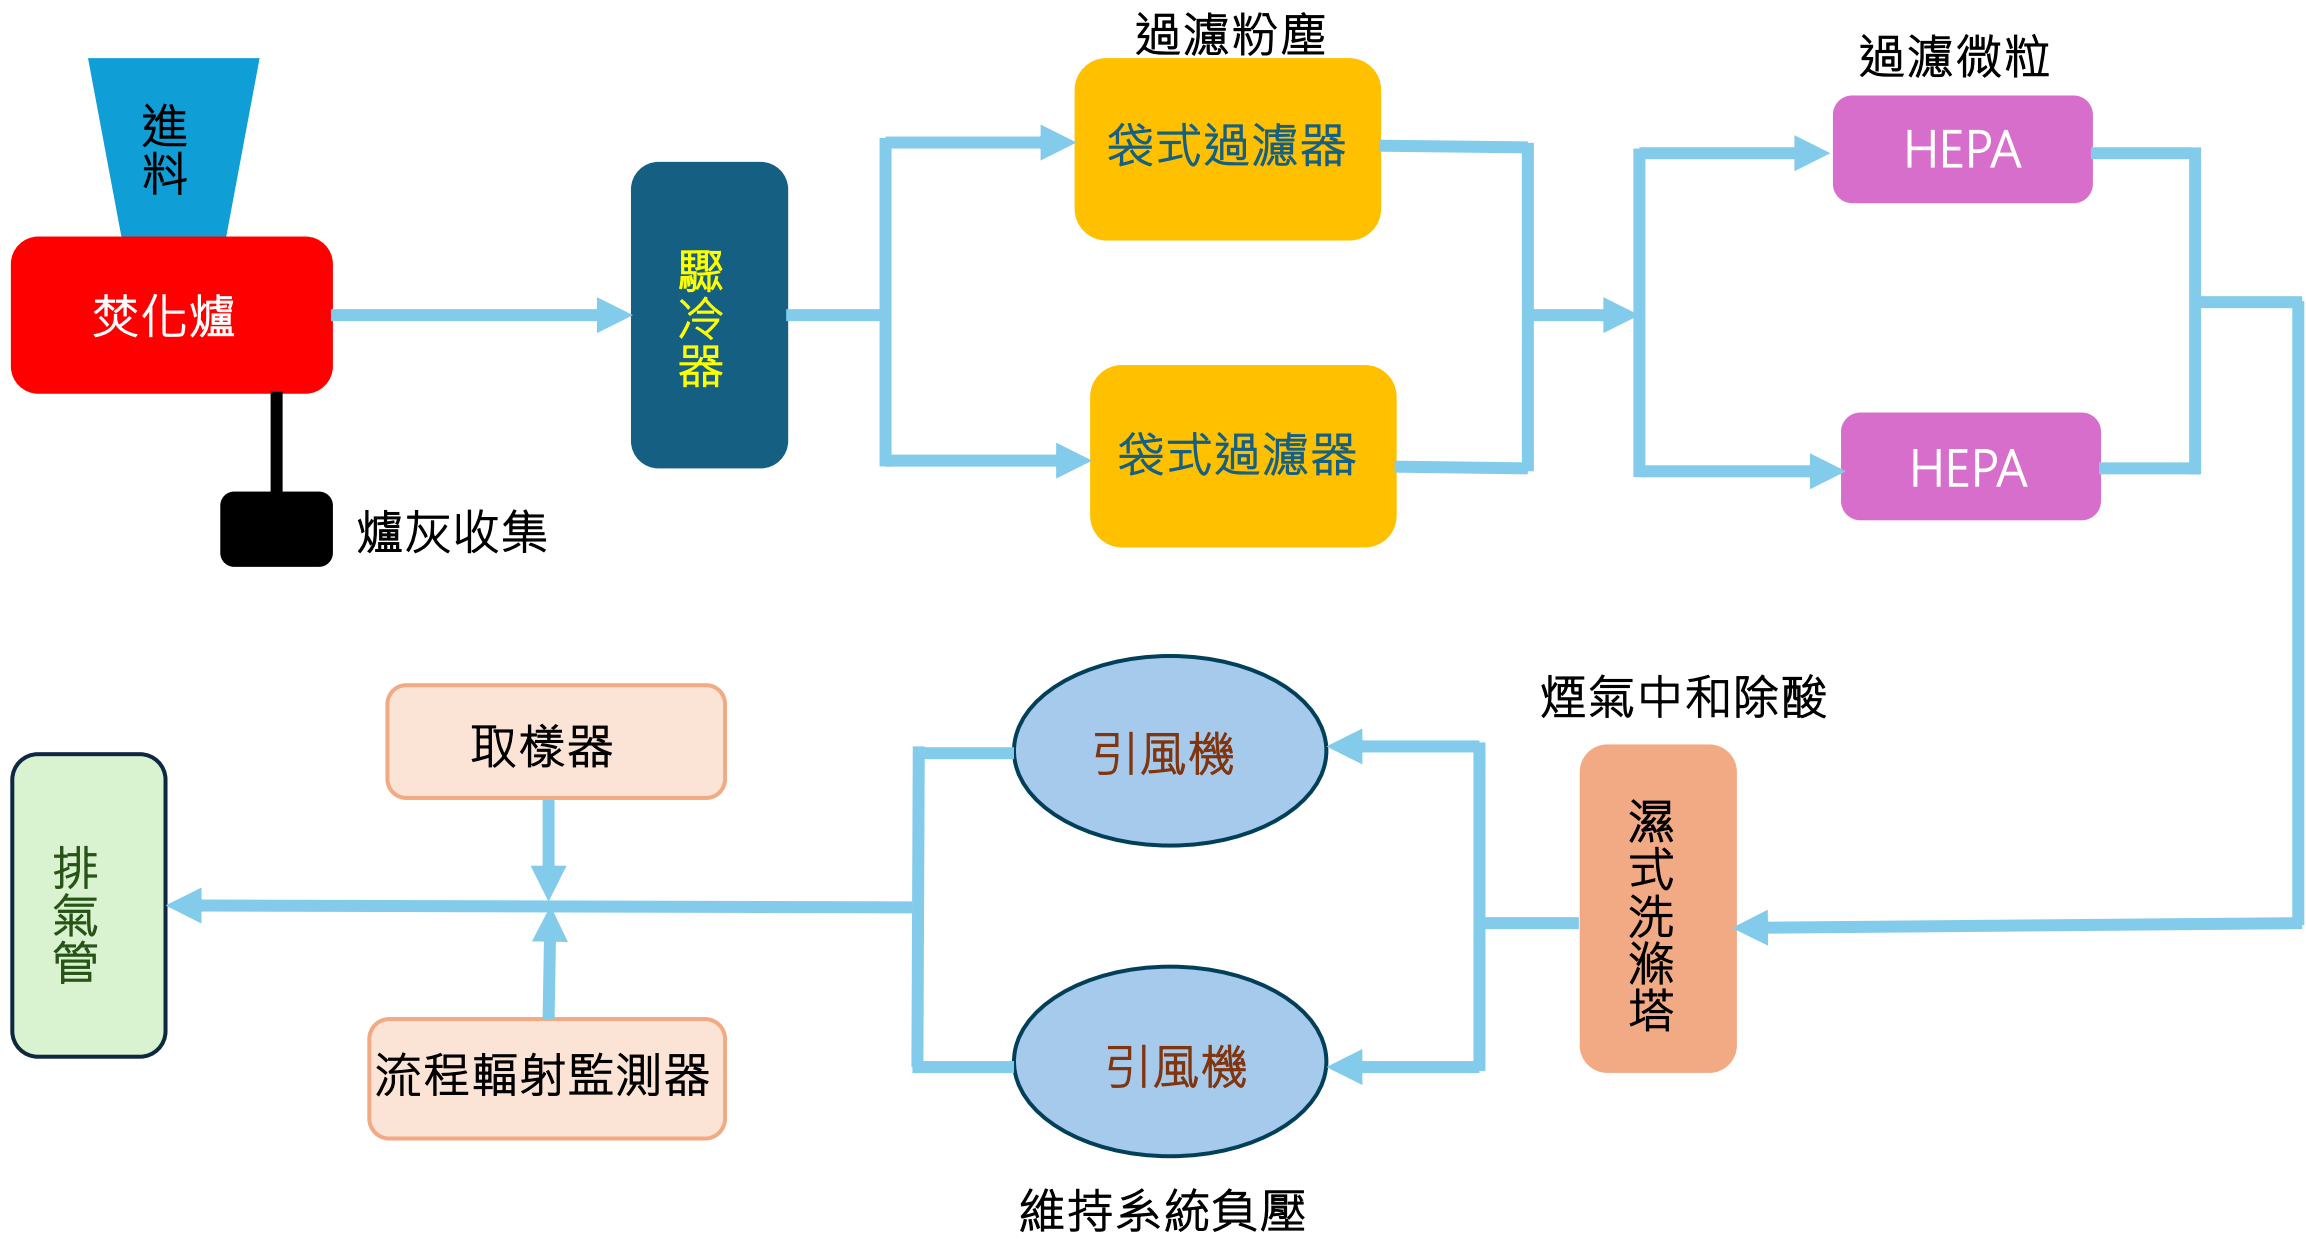 過濾粉塵
過濾微粒
進料
袋式過濾器
HEPA
焚化爐
驟冷器
袋式過濾器
HEPA
爐灰收集
煙氣中和除酸
取樣器
引風機
濕式洗滌塔
排氣管
流程輻射監測器
引風機
維持系統負壓